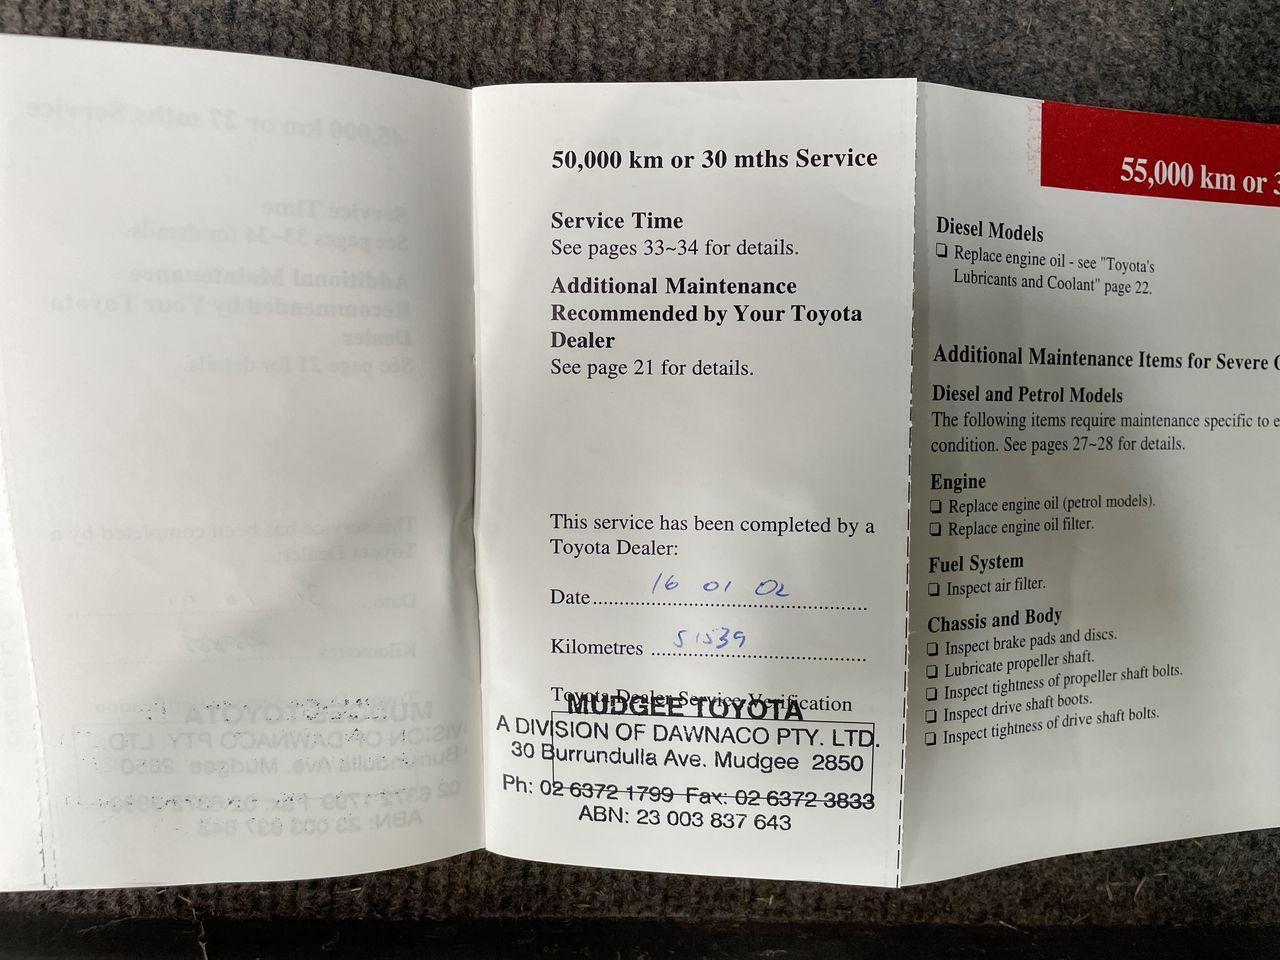 50,000 km or 30 mths Service
Service Time
See pages 33~34 for details.
Additional Maintenance
Recommended by Your Toyota
Dealer
See page 21 for details.
This service has been completed by a
Toyota Dealer:
Date 16 01 02
Kilometres 51539
Toyota Dealer Service Verification
MUDGEE TOYOTA
A DIVISION OF DAWNACO PTY. LTD.
30 Burrundulla Ave. Mudgee 2850
Ph: 02 6372 1799 Fax: 02 6372 3833
ABN: 23 003 837 643
55,000 km or 3
Diesel Models
❑ Replace engine oil - see "Toyota's
Lubricants and Coolant" page 22.
Additional Maintenance Items for Severe
Diesel and Petrol Models
The following items require maintenance specific to e
condition. See pages 27~28 for details.
Engine
❑ Replace engine oil (petrol models).
❑ Replace engine oil filter.
Fuel System
❑ Inspect air filter.
Chassis and Body
❑ Inspect brake pads and discs.
❑ Lubricate propeller shaft.
❑ Inspect tightness of propeller shaft bolts.
❑ Inspect drive shaft boots.
❑ Inspect tightness of drive shaft bolts.